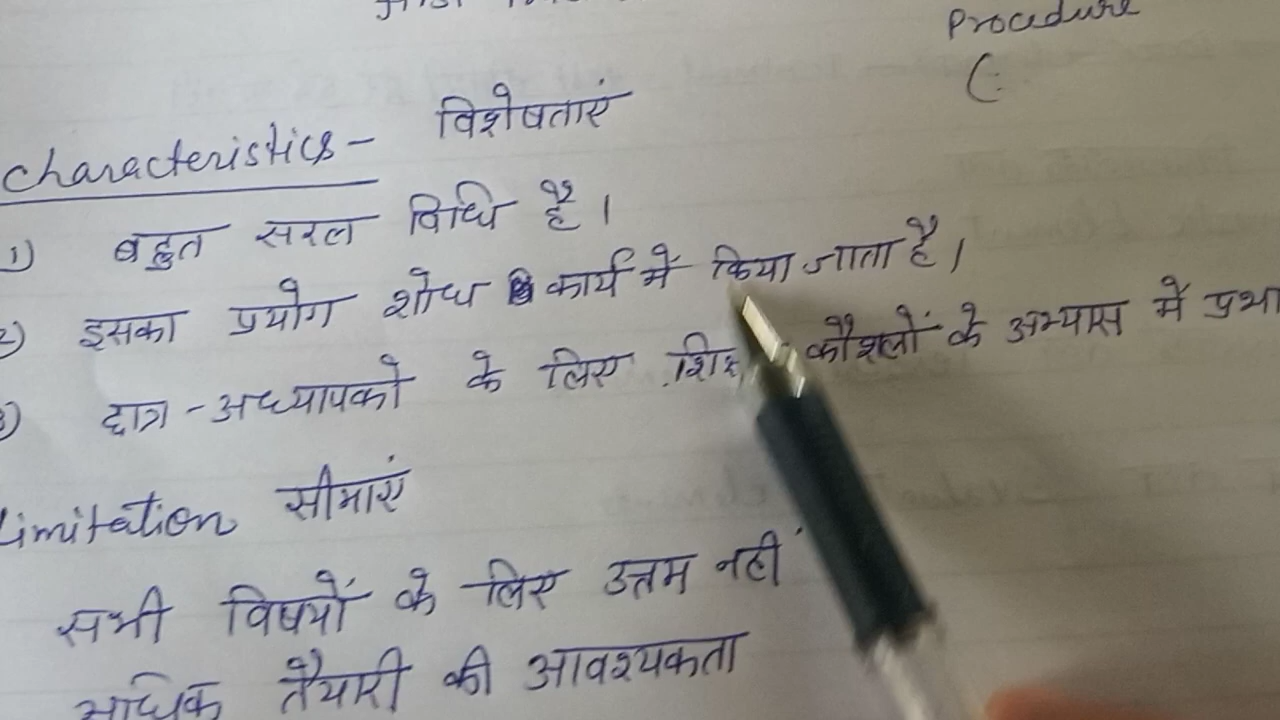 Procedure
(:
Characteristics - विशेषताएं
1) बहुत सरल विधि है।
2) इसका प्रयोग शोध कार्य में किया जाता है।
3) छात्र-अध्यापको के लिए कौशलों के अभ्यास में
Limitation सीमाएं
सभी विषयों के लिए उत्तम नहीं
अधिक तैयारी की आवश्यकता